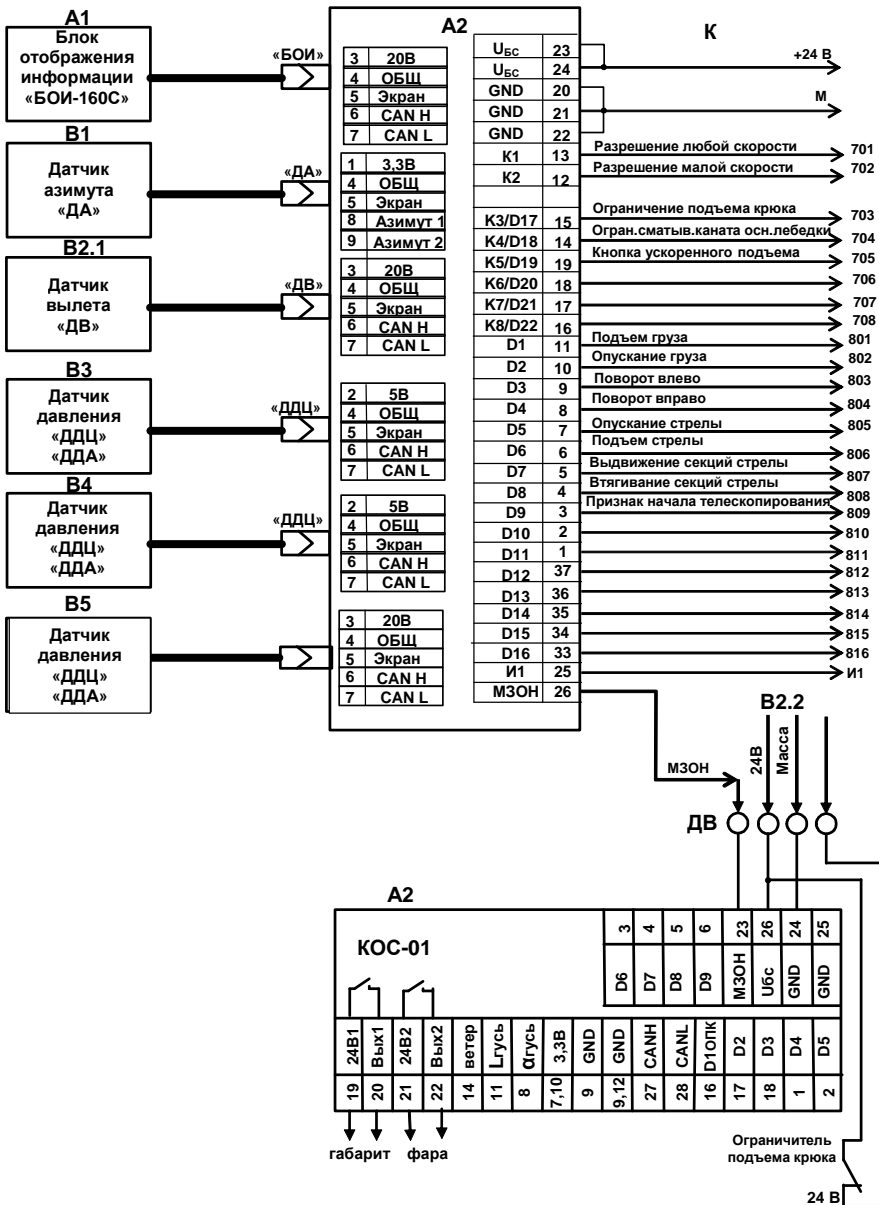 A1
Блок
отображения
информации
«БОИ-160С»
«БОИ»
B1
Датчик
азимута
«ДА»
«ДА»
B2.1
Датчик
вылета
«ДВ»
«ДВ»
B3
Датчик
давления
«ДДЦ»
«ДДА»
«ДДЦ»
B4
Датчик
давления
«ДДЦ»
«ДДА»
«ДДЦ»
B5
Датчик
давления
«ДДЦ»
«ДДА»
A2
3 20В
4 ОБЩ
5 Экран
6 CAN H
7 CAN L
1 3,3В
4 ОБЩ
5 Экран
8 Азимут 1
9 Азимут 2
3 20В
4 ОБЩ
5 Экран
6 CAN H
7 CAN L
2 5В
4 ОБЩ
5 Экран
6 CAN H
7 CAN L
2 5В
4 ОБЩ
5 Экран
6 CAN H
7 CAN L
3 20В
4 ОБЩ
5 Экран
6 CAN H
7 CAN L
К
UБС 23 +24 В
UБС 24
GND 20
GND 21 М
GND 22
К1 13 Разрешение любой скорости 701
К2 12 Разрешение малой скорости 702
К3/D17 15 Ограничение подъема крюка 703
К4/D18 14 Огран.сматыв.каната осн.лебедки 704
К5/D19 19 Кнопка ускоренного подъема 705
К6/D20 18 706
К7/D21 17 707
К8/D22 16 708
D1 11 Подъем груза 801
D2 10 Опускание груза 802
D3 9 Поворот влево 803
D4 8 Поворот вправо 804
D5 7 Опускание стрелы 805
D6 6 Подъем стрелы 806
D7 5 Выдвижение секций стрелы 807
D8 4 Втягивание секций стрелы 808
D9 3 Признак начала телескопирования 809
D10 2 810
D11 1 811
D12 37 812
D13 36 813
D14 35 814
D15 34 815
D16 33 816
И1 25 И1
МЗОН 26
B2.2
МЗОН
24В
Масса
ДВ
A2
КОС-01
3 4 5 6 23 26 24 25
D6 D7 D8 D9 МЗОН Uбс GND GND
24В1 Вых1 24В2 Вых2 ветер Lгусь αгусь 3,3В GND GND CANH CANL D1ОПК D2 D3 D4 D5
19 20 21 22 14 11 8 7,10 9 9,12 27 28 16 17 18 1 2
габарит фара
Ограничитель
подъема крюка
24 В